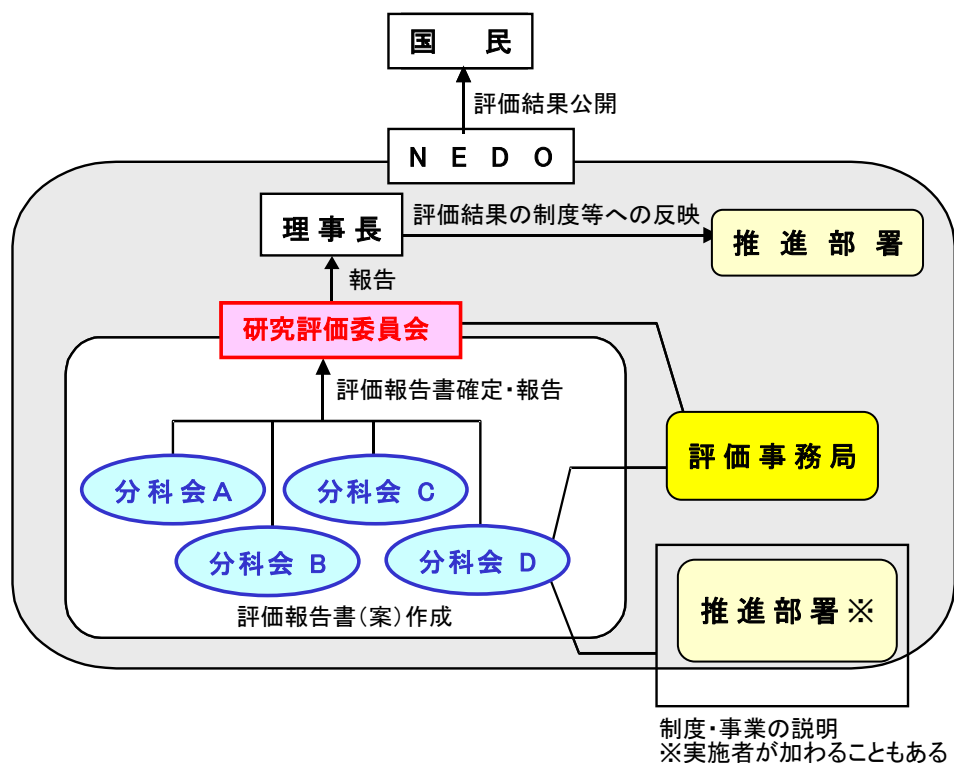 国 民
評価結果公開
N E D O
理事長
評価結果の制度等への反映
推進部署
報告
研究評価委員会
評価報告書確定・報告
評価事務局
分科会A
分科会 C
分科会 B
分科会 D
評価報告書(案)作成
推進部署※
制度・事業の説明
※実施者が加わることもある